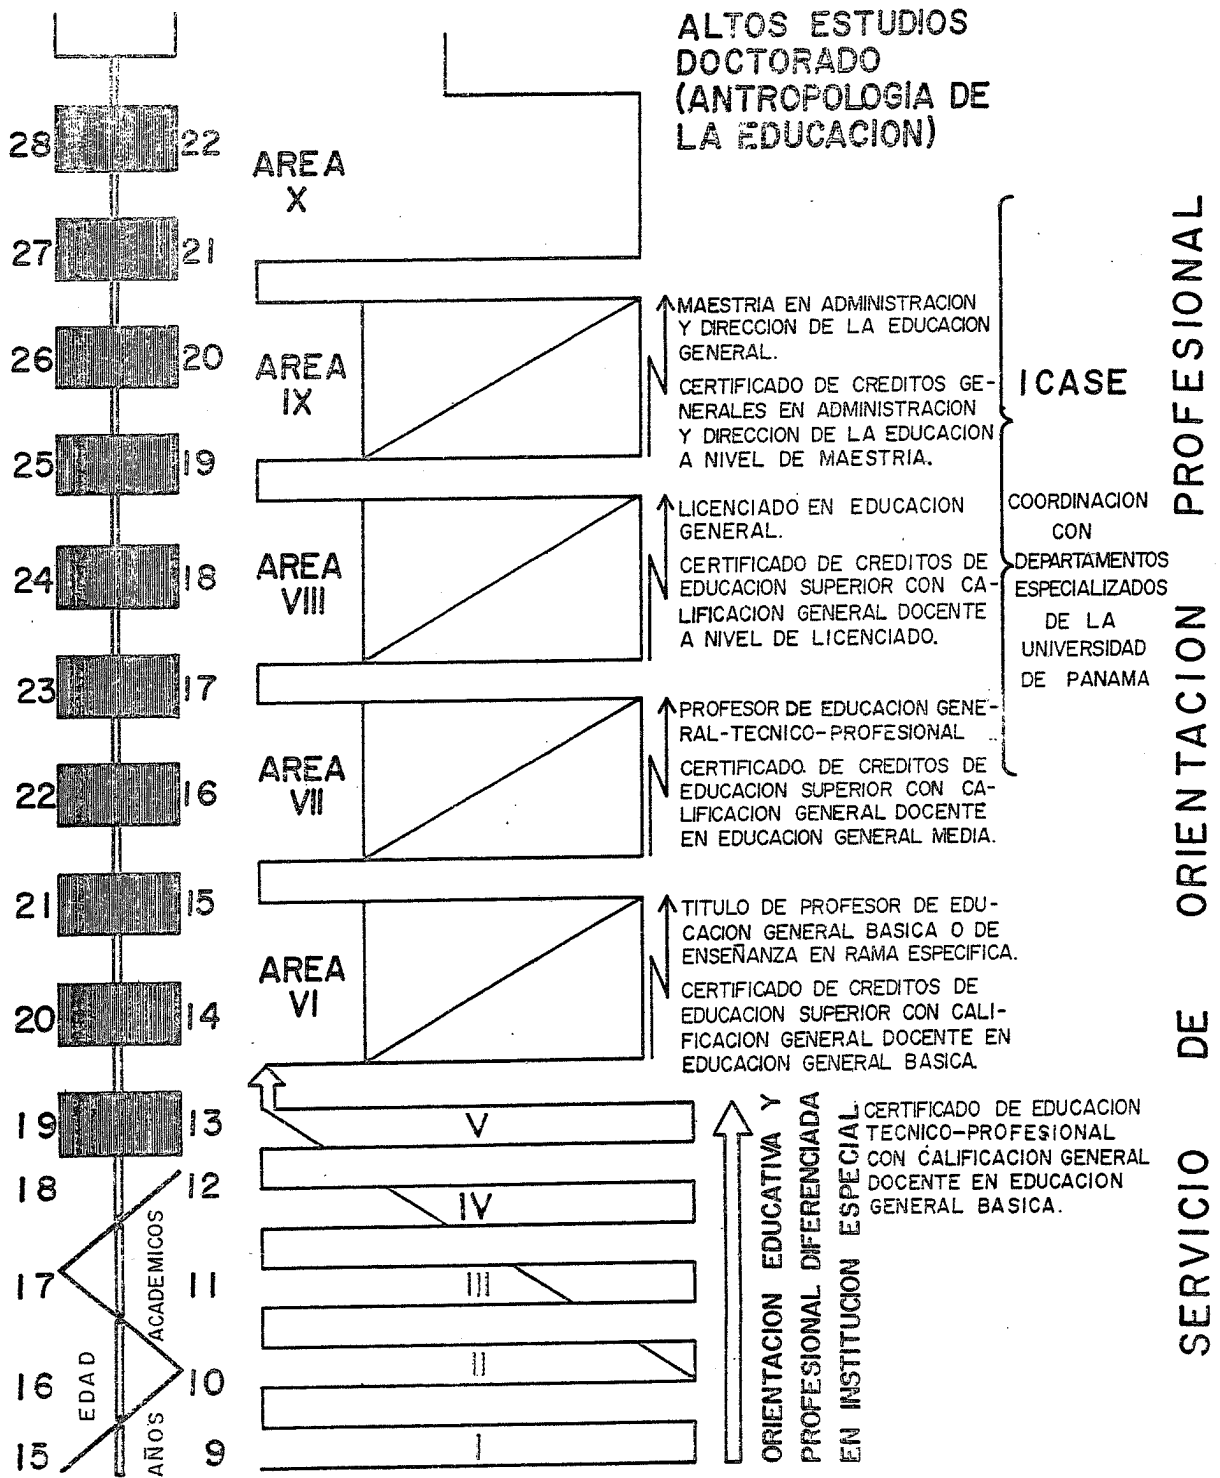 ALTOS ESTUDIOS
DOCTORADO
(ANTROPOLOGIA DE
LA EDUCACION)
28 22
AREA
X
27 21
MAESTRIA EN ADMINISTRACION
Y DIRECCION DE LA EDUCACION
GENERAL.
26 20
AREA
IX
CERTIFICADO DE CREDITOS GE-
NERALES EN ADMINISTRACION
Y DIRECCION DE LA EDUCACION
A NIVEL DE MAESTRIA.
ICASE
25 19
LICENCIADO EN EDUCACION
GENERAL.
COORDINACION
CON
DEPARTAMENTOS
ESPECIALIZADOS
DE LA
UNIVERSIDAD
DE PANAMA
24 18
AREA
VIII
CERTIFICADO DE CREDITOS DE
EDUCACION SUPERIOR CON CA-
LIFICACION GENERAL DOCENTE
A NIVEL DE LICENCIADO.
23 17
PROFESOR DE EDUCACION GENE-
RAL-TECNICO-PROFESIONAL
22 16
AREA
VII
CERTIFICADO. DE CREDITOS DE
EDUCACION SUPERIOR CON CA-
LIFICACION GENERAL DOCENTE
EN EDUCACION GENERAL MEDIA.
21 15
TITULO DE PROFESOR DE EDU-
CACION GENERAL BASICA O DE
ENSEÑANZA EN RAMA ESPECIFICA.
20 14
AREA
VI
CERTIFICADO DE CREDITOS DE
EDUCACION SUPERIOR CON CALI-
FICACION GENERAL DOCENTE EN
EDUCACION GENERAL BASICA.
19 13
V
CERTIFICADO DE EDUCACION
TECNICO-PROFESIONAL
CON CALIFICACION GENERAL
DOCENTE EN EDUCACION
GENERAL BASICA.
18 12
IV
17 11
III
16 10
II
15 9
I
EDAD
AÑOS ACADEMICOS
ORIENTACION EDUCATIVA Y
PROFESIONAL DIFERENCIADA
EN INSTITUCION ESPECIAL
SERVICIO DE ORIENTACION PROFESIONAL